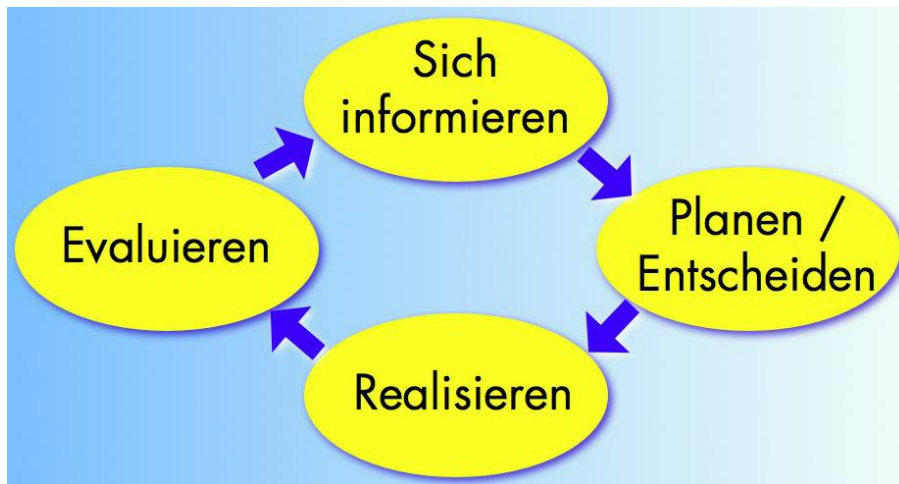 Sich
informieren
Planen /
Entscheiden
Realisieren
Evaluieren